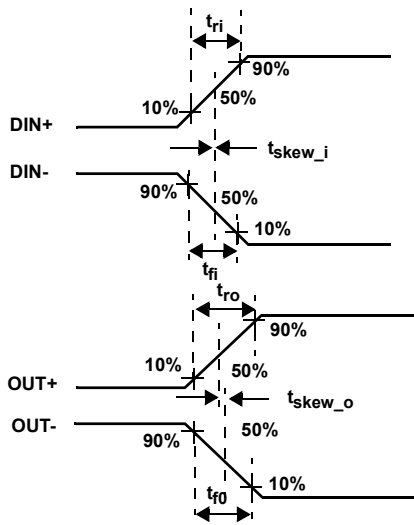 tri
90%
10%
50%
DIN+
tskew_i
DIN-
90%
50%
10%
tfi
tro
90%
10%
50%
OUT+
tskew_o
OUT-
50%
90%
10%
tf0